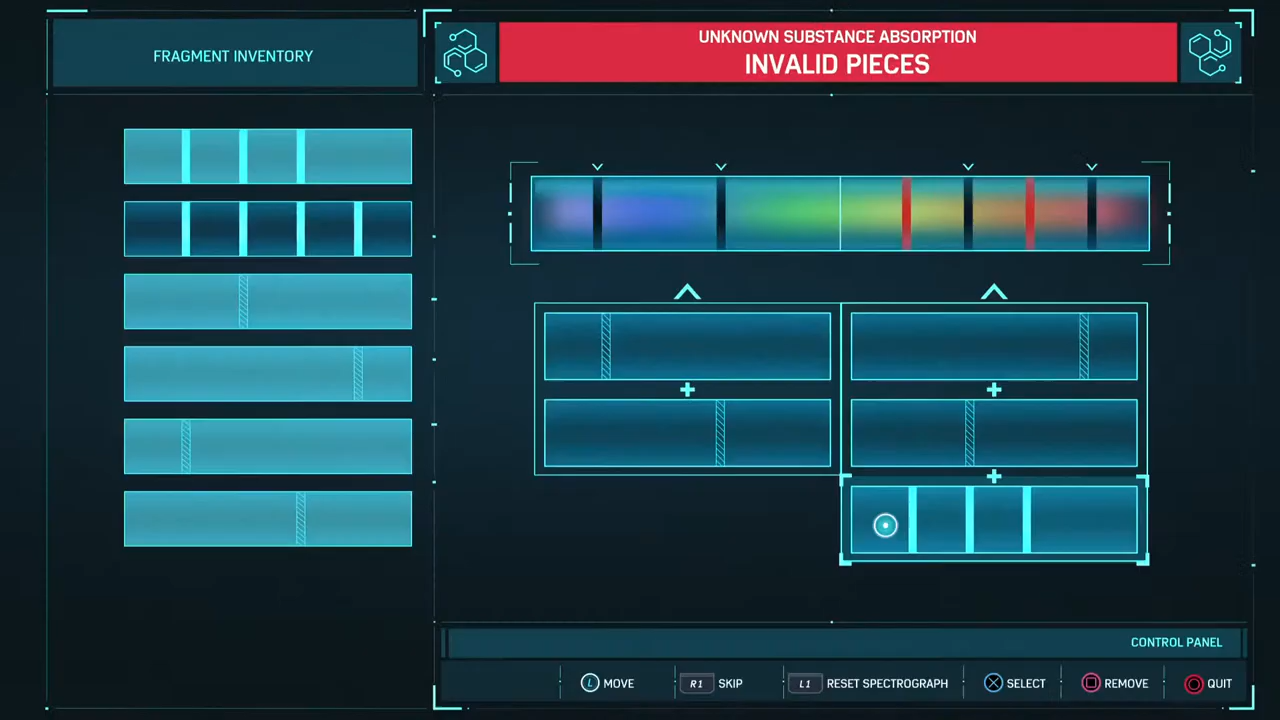 FRAGMENT INVENTORY
UNKNOWN SUBSTANCE ABSORPTION
INVALID PIECES
CONTROL PANEL
L MOVE
R1 SKIP
L1 RESET SPECTROGRAPH
SELECT
REMOVE
QUIT